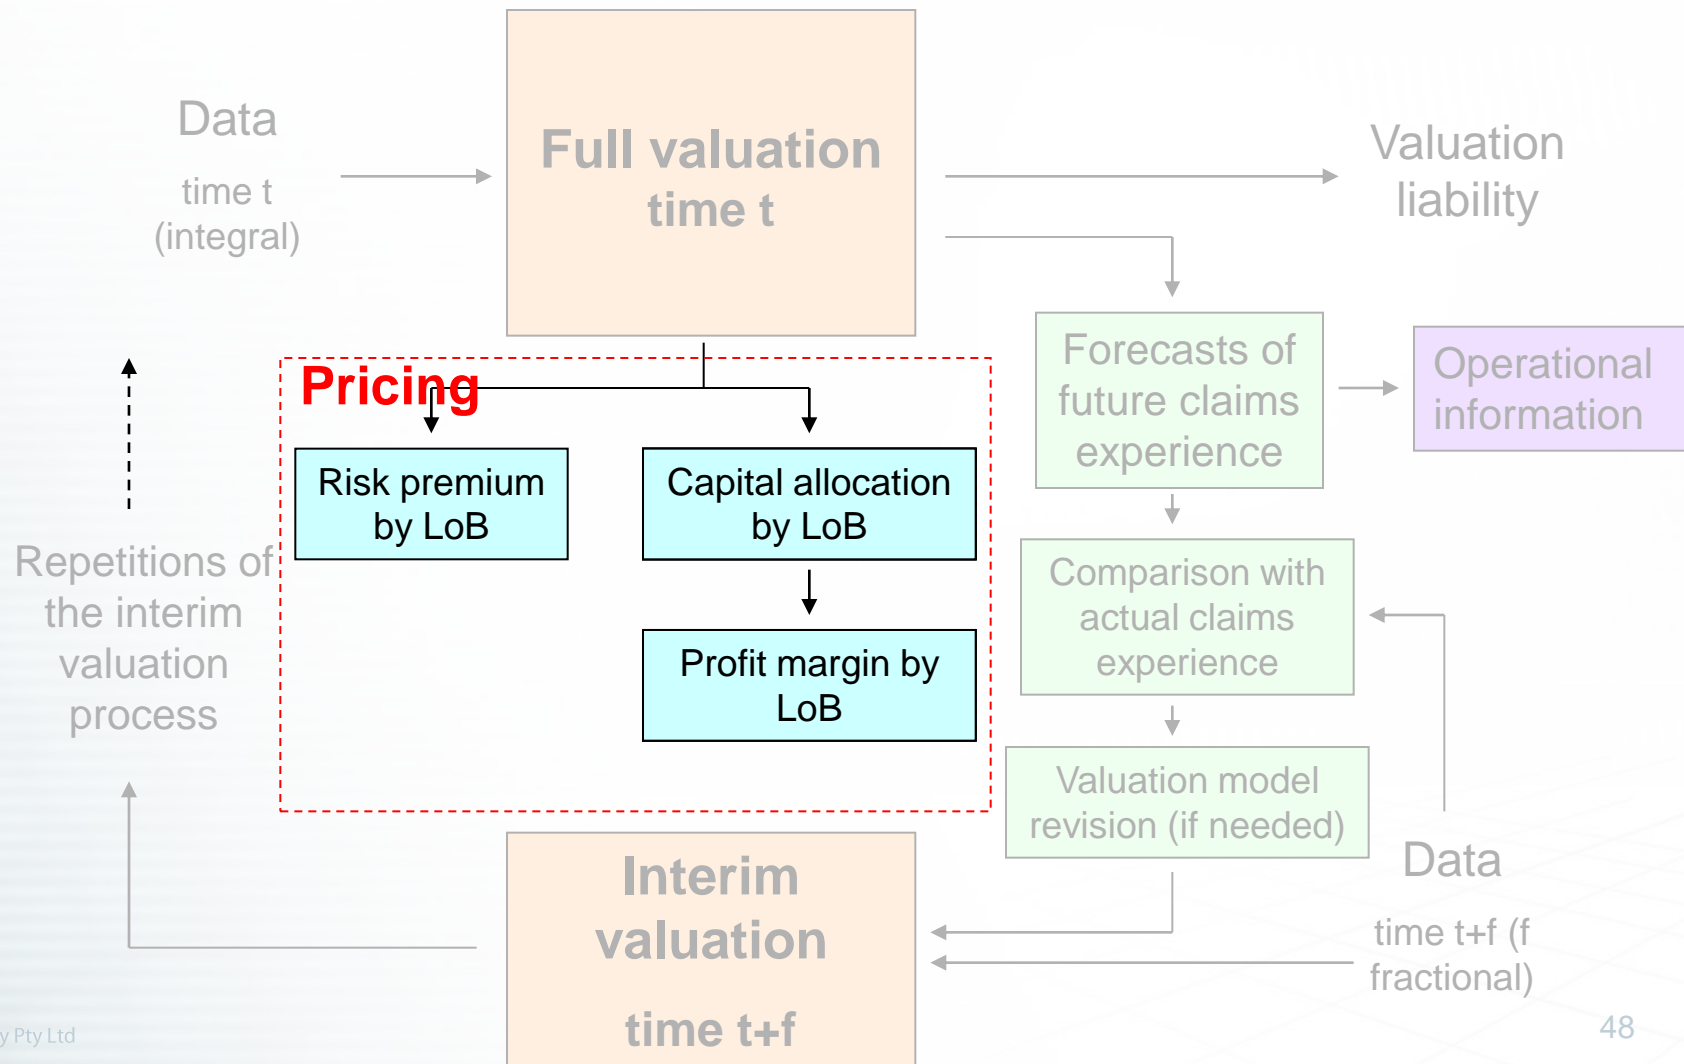 Data
time t
(integral)
Full valuation
time t
Valuation
liability
Pricing
Risk premium
by LoB
Capital allocation
by LoB
Profit margin by
LoB
Forecasts of
future claims
experience
Operational
information
Comparison with
actual claims
experience
Valuation model
revision (if needed)
Repetitions of
the interim
valuation
process
Interim
valuation
time t+f
Data
time t+f (f
fractional)
y Pty Ltd
48